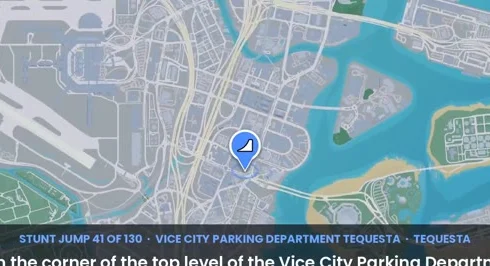 STUNT JUMP 41 OF 130 · VICE CITY PARKING DEPARTMENT TEQUESTA · TEQUESTA
the corner of the top level of the Vice City Parking